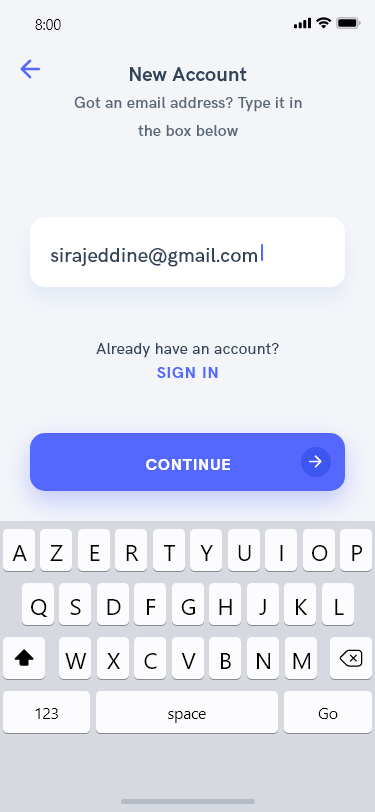 8:00
New Account
Got an email address? Type it in
the box below
sirajeddine@gmail.com
Already have an account?
SIGN IN
CONTINUE
A Z E R T Y U I O P
Q S D F G H J K L
W X C V B N M
123 space Go